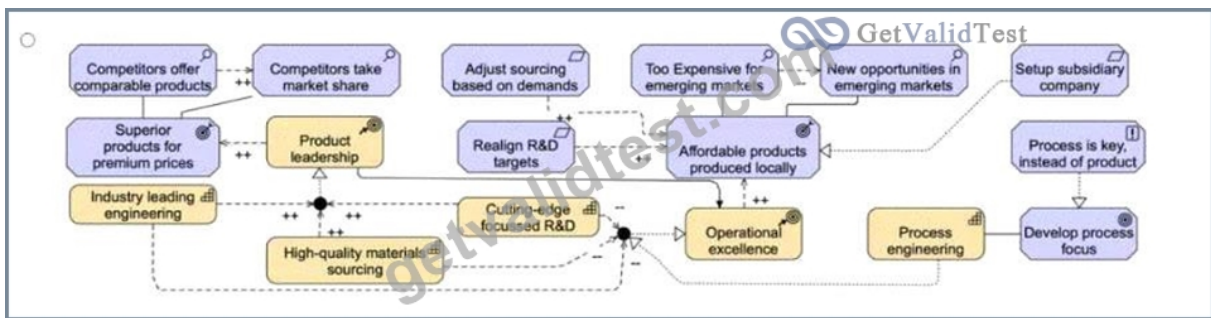 GetValidTest
Competitors offer
comparable products
++
Competitors take
market share
Adjust sourcing
based on demands
Too Expensive for
emerging markets
--
New opportunities in
emerging markets
Setup subsidiary
company
Superior
products for
premium prices
++
Product
leadership
Realign R&D
targets
++
++
Affordable products
produced locally
Process is key,
instead of product
Industry leading
engineering
++
++
++
High-quality materials
sourcing
Cutting-edge
focussed R&D
--
--
--
++
Operational
excellence
Process
engineering
Develop process
focus
getvalidtest.com